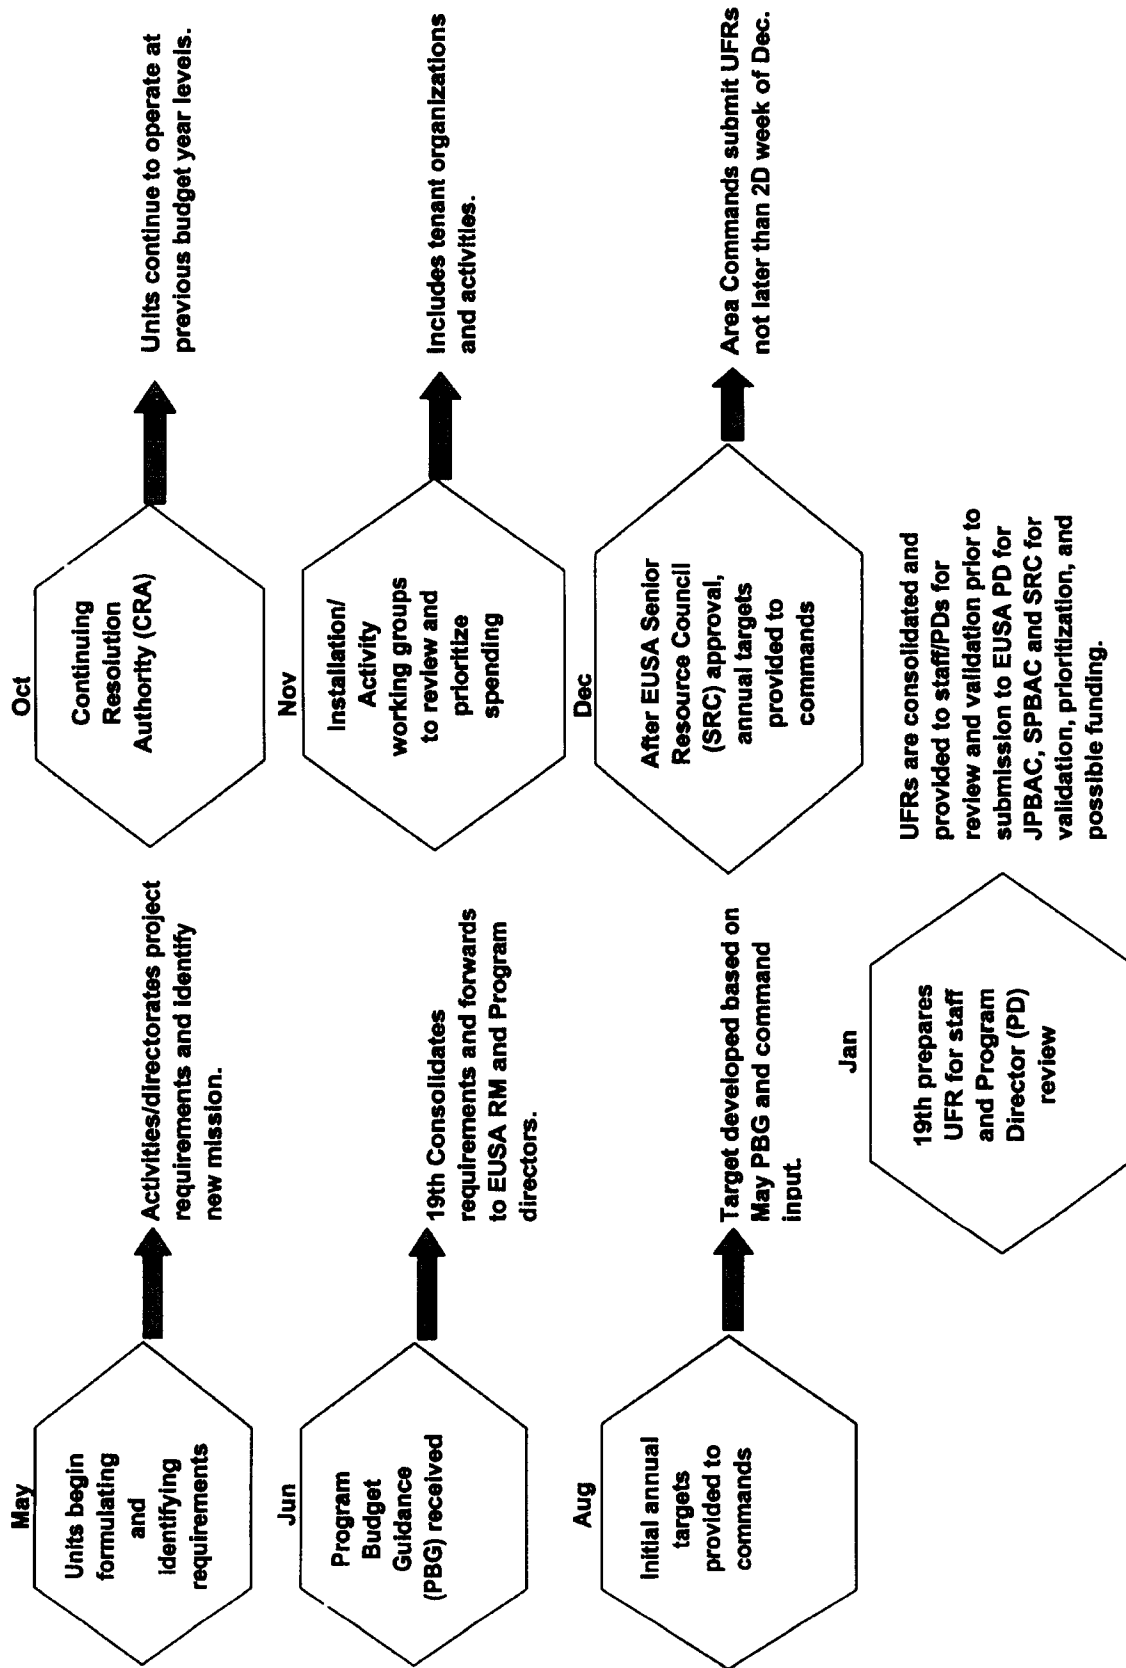 May
Units begin
formulating
and
identifying
requirements
Activities/directorates project
requirements and identify
new mission.
Jun
Program
Budget
Guidance
(PBG) received
19th Consolidates
requirements and forwards
to EUSA RM and Program
directors.
Aug
Initial annual
targets
provided to
commands
Target developed based on
May PBG and command
input.
Oct
Continuing
Resolution
Authority (CRA)
Units continue to operate at
previous budget year levels.
Nov
Installation/
Activity
working groups
to review and
prioritize
spending
Includes tenant organizations
and activities.
Dec
After EUSA Senior
Resource Council
(SRC) approval,
annual targets
provided to
commands
Area Commands submit UFRs
not later than 2D week of Dec.
Jan
19th prepares
UFR for staff
and Program
Director (PD)
review
UFRs are consolidated and
provided to staff/PDs for
review and validation prior to
submission to EUSA PD for
JPBAC, SPBAC and SRC for
validation, prioritization, and
possible funding.